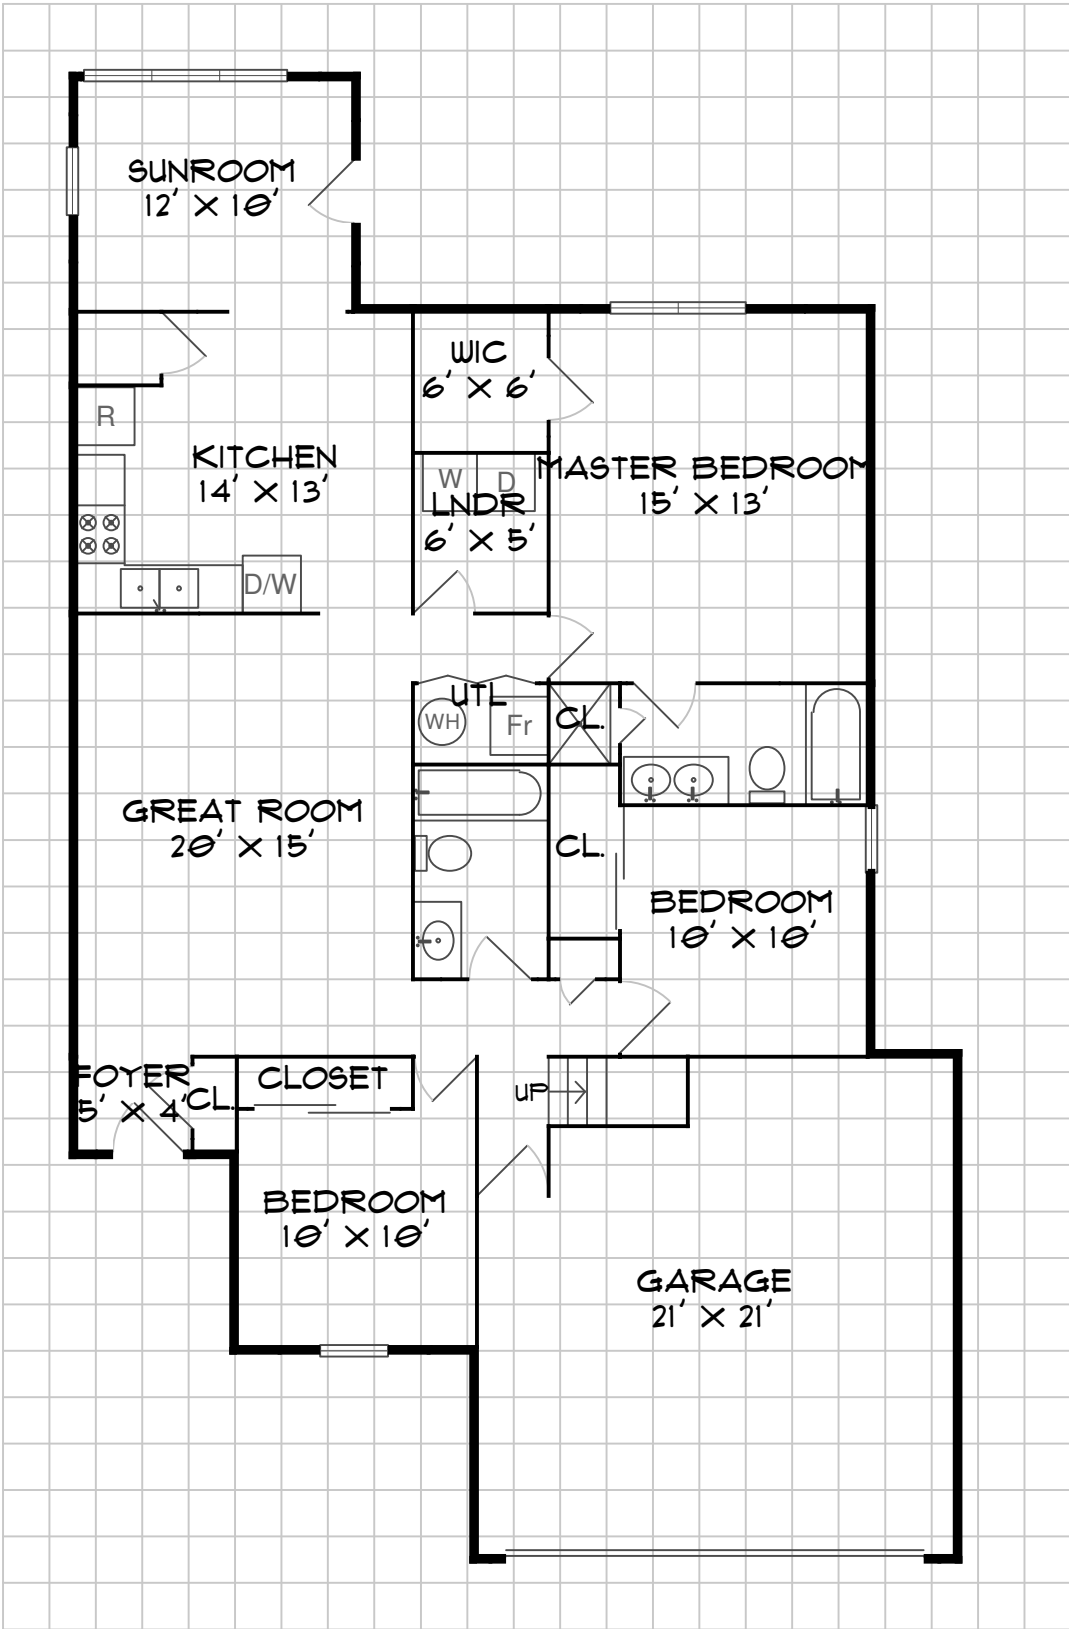 SUNROOM
12' X 10'
WIC
6' X 6'
R
KITCHEN
14' X 13'
W
D
LNDR
6' X 5'
MASTER BEDROOM
15' X 13'
D/W
UTL
WH
Fr
CL.
GREAT ROOM
20' X 15'
CL.
BEDROOM
10' X 10'
FOYER
5' X 4'
CL.
CLOSET
UP
BEDROOM
10' X 10'
GARAGE
21' X 21'